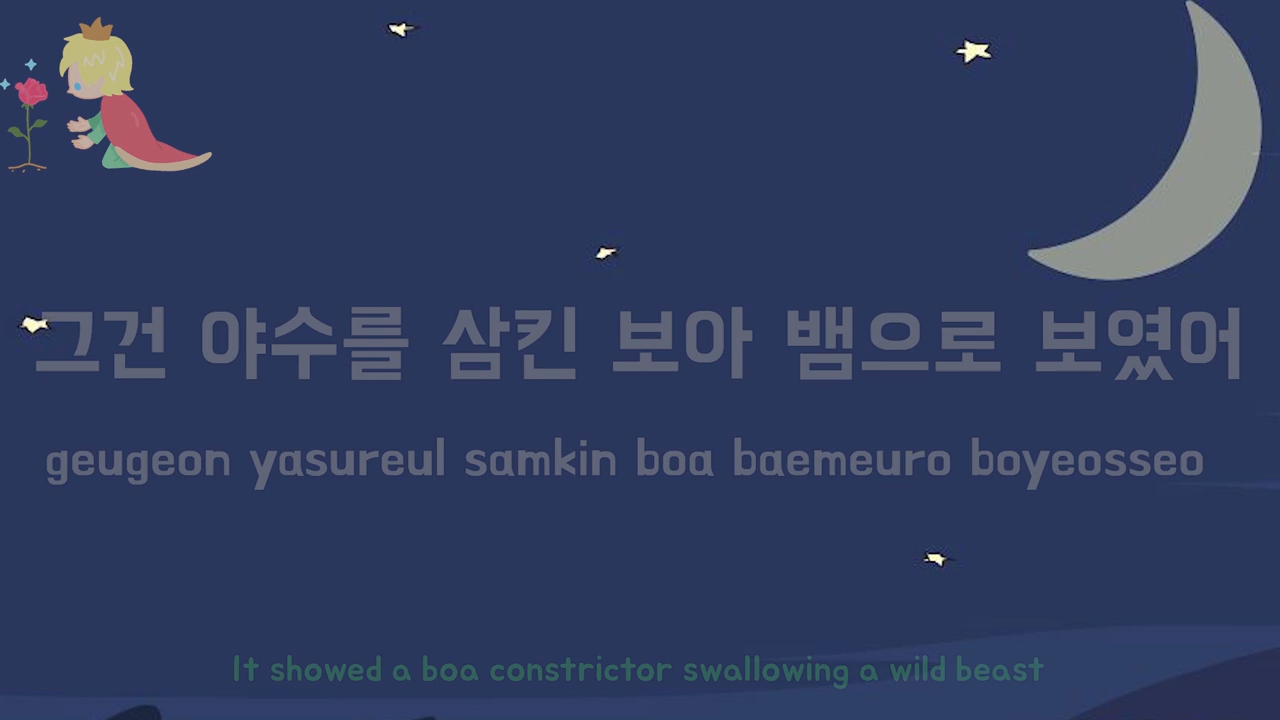 그건 야수를 삼킨 보아 뱀으로 보였어
geugeon yasureul samkin boa baemeuro boyeosseo
It showed a boa constrictor swallowing a wild beast